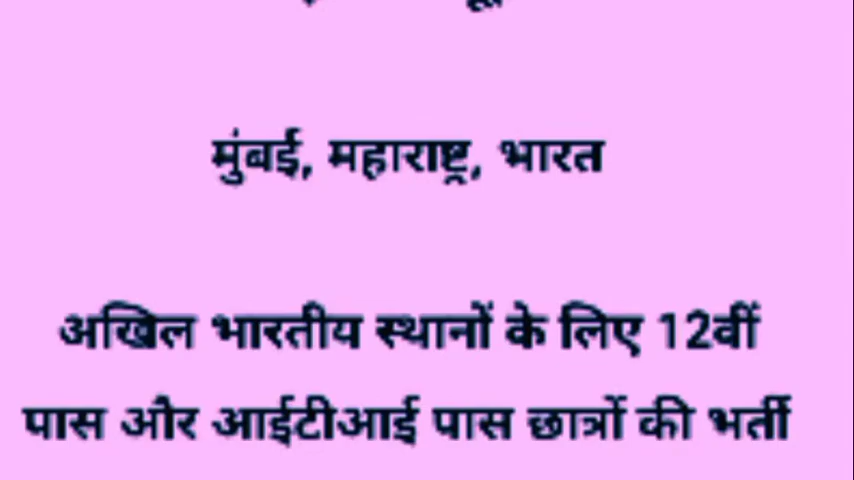 मुंबई, महाराष्ट्र, भारत
अखिल भारतीय स्थानों के लिए 12वीं
पास और आईटीआई पास छात्रों की भर्ती